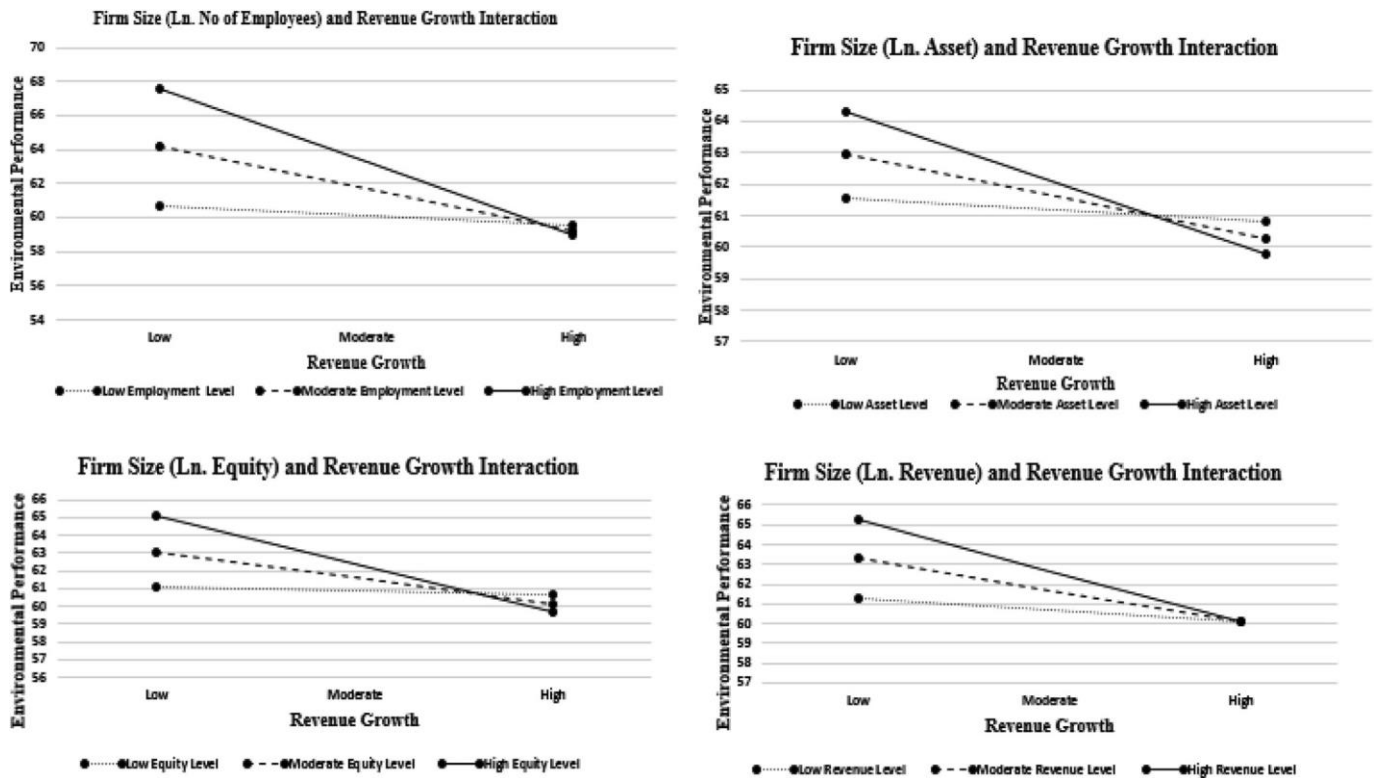 Firm Size (Ln. No of Employees) and Revenue Growth Interaction
Environmental Performance
70
68
66
64
62
60
58
56
54
Low Moderate High
Revenue Growth
Low Employment Level Moderate Employment Level High Employment Level
Firm Size (Ln. Asset) and Revenue Growth Interaction
Environmental Performance
65
64
63
62
61
60
59
58
57
Low Moderate High
Revenue Growth
Low Asset Level Moderate Asset Level High Asset Level
Firm Size (Ln. Equity) and Revenue Growth Interaction
Environmental Performance
66
65
64
63
62
61
60
59
58
57
56
Low Moderate High
Revenue Growth
Low Equity Level Moderate Equity Level High Equity Level
Firm Size (Ln. Revenue) and Revenue Growth Interaction
Environmental Performance
66
65
64
63
62
61
60
59
58
57
Low Moderate High
Revenue Growth
Low Revenue Level Moderate Revenue Level High Revenue Level